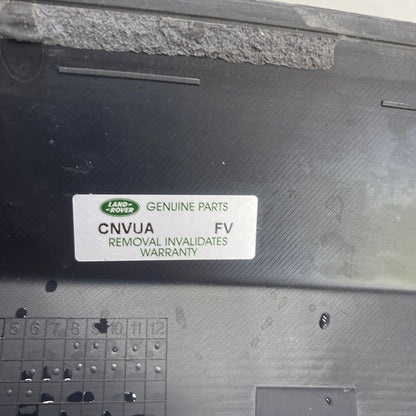 LAND-
ROVER
GENUINE PARTS
CNVUA FV
REMOVAL INVALIDATES
WARRANTY
5 6 7 8 9 10 11 12